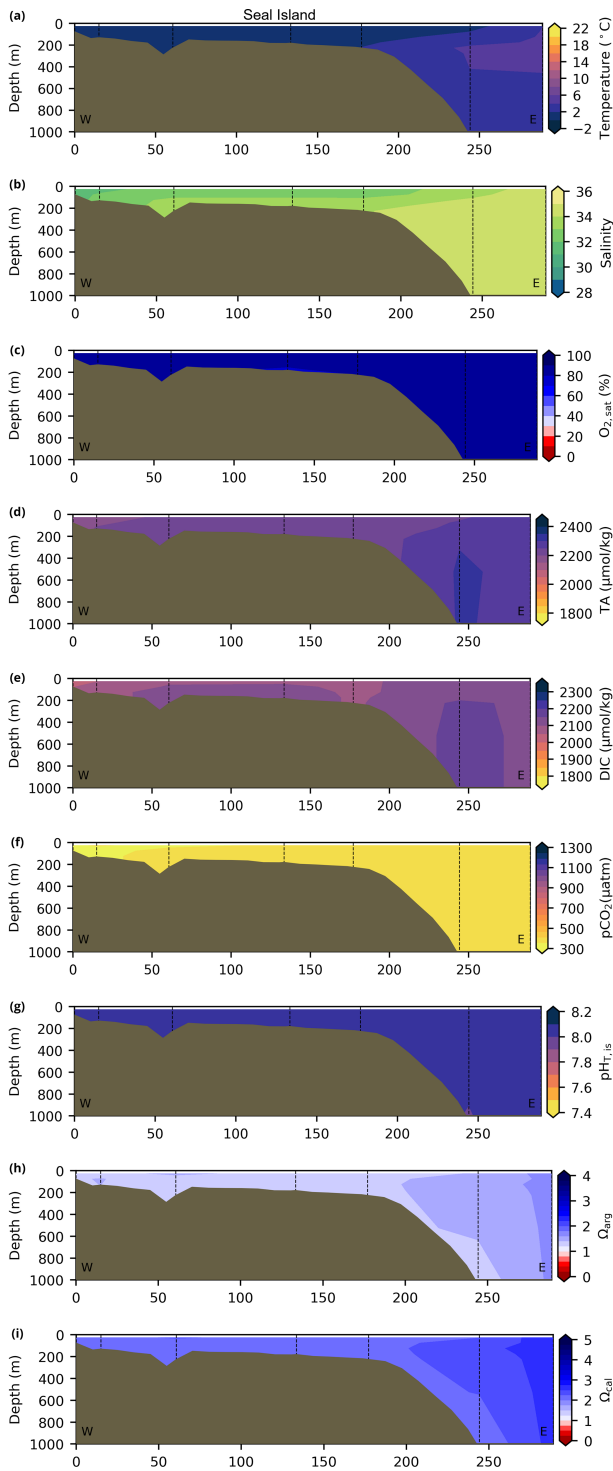 Seal Island
(a)
0
200
400
600
800
1000
Depth (m)
W
E
0 50 100 150 200 250
22
18
14
10
6
2
−2
Temperature (°C)
(b)
0
200
400
600
800
1000
Depth (m)
W
E
0 50 100 150 200 250
36
34
32
30
28
Salinity
(c)
0
200
400
600
800
1000
Depth (m)
W
E
0 50 100 150 200 250
100
80
60
40
20
0
O2,sat (%)
(d)
0
200
400
600
800
1000
Depth (m)
W
E
0 50 100 150 200 250
2400
2200
2000
1800
TA (μmol/kg)
(e)
0
200
400
600
800
1000
Depth (m)
W
E
0 50 100 150 200 250
2300
2200
2100
2000
1900
1800
DIC (μmol/kg)
(f)
0
200
400
600
800
1000
Depth (m)
W
E
0 50 100 150 200 250
1300
1100
900
700
500
300
pCO2(μatm)
(g)
0
200
400
600
800
1000
Depth (m)
W
E
0 50 100 150 200 250
8.2
8.0
7.8
7.6
7.4
pHT,is
(h)
0
200
400
600
800
1000
Depth (m)
W
E
0 50 100 150 200 250
4
3
2
1
0
Ωarg
(i)
0
200
400
600
800
1000
Depth (m)
W
E
0 50 100 150 200 250
5
4
3
2
1
0
Ωcal